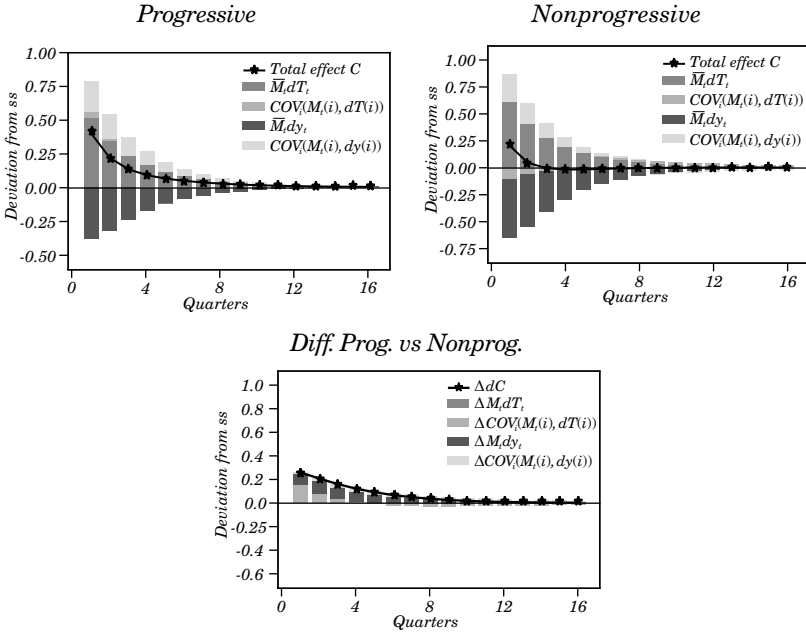 Progressive
Nonprogressive
1.00
0.75
0.50
0.25
0.00
-0.25
-0.50
Deviation from ss
0
4
8
12
16
Quarters
Total effect C
M̅ₜdTₜ
COVᵢ(Mₜ(i), dT(i))
M̅ₜdyₜ
COVᵢ(Mₜ(i), dy(i))
1.00
0.75
0.50
0.25
0.00
-0.25
-0.50
-0.75
Deviation from ss
0
4
8
12
16
Quarters
Total effect C
M̅ₜdTₜ
COVᵢ(Mₜ(i), dT(i))
M̅ₜdyₜ
COVᵢ(Mₜ(i), dy(i))
Diff. Prog. vs Nonprog.
1.0
0.8
0.6
0.4
0.2
0.0
-0.25
-0.4
-0.6
Deviation from ss
0
4
8
12
16
Quarters
ΔdC
ΔMₜdTₜ
ΔCOVᵢ(Mₜ(i), dT(i))
ΔMₜdyₜ
ΔCOVᵢ(Mₜ(i), dy(i))